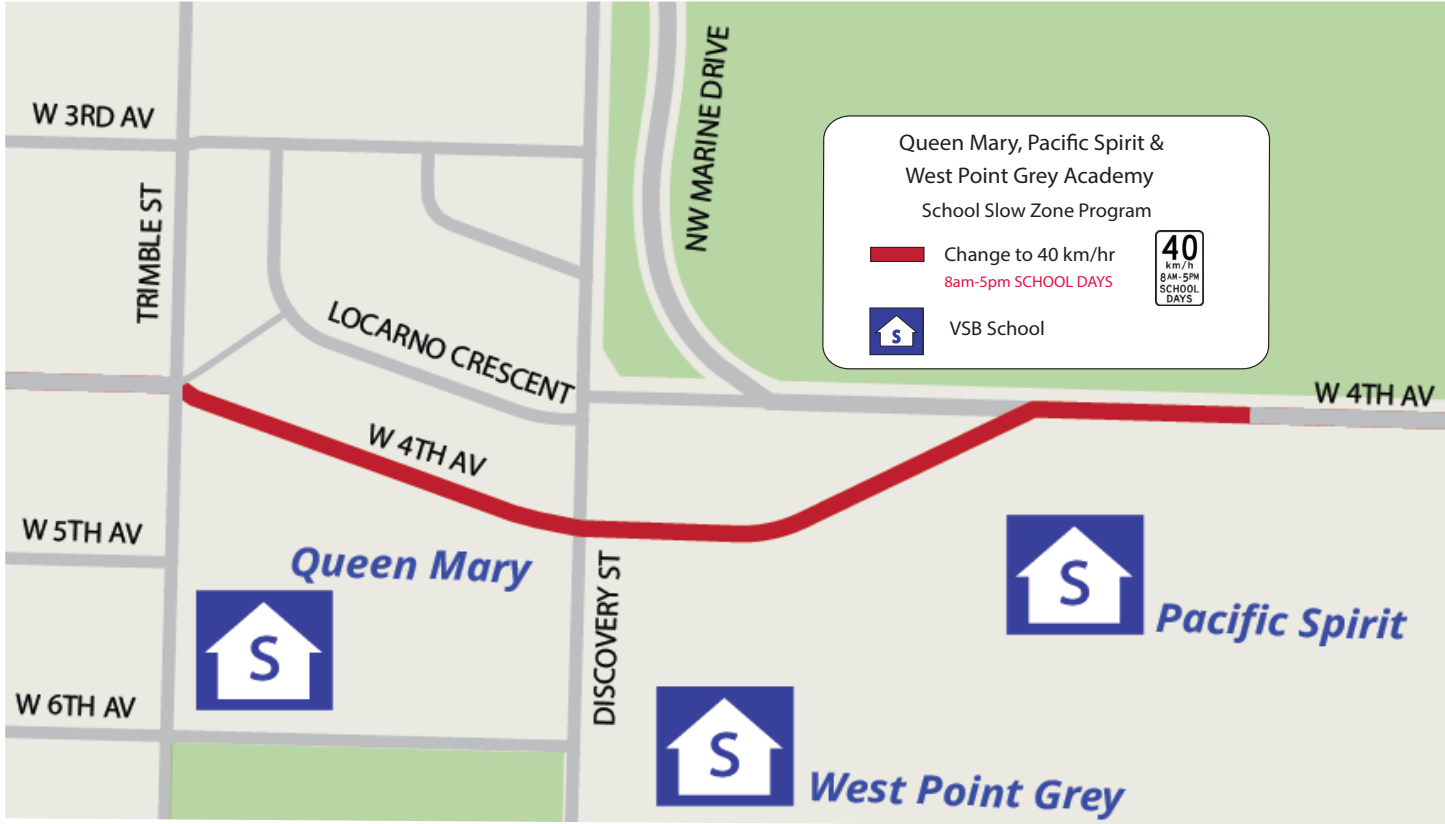 W 3RD AV
TRIMBLE ST
NW MARINE DRIVE
Queen Mary, Pacific Spirit &
West Point Grey Academy
School Slow Zone Program
Change to 40 km/hr
8am-5pm SCHOOL DAYS
40
km/h
8AM-5PM
SCHOOL
DAYS
S
VSB School
LOCARNO CRESCENT
W 4TH AV
W 4TH AV
W 5TH AV
Queen Mary
S
DISCOVERY ST
S
Pacific Spirit
W 6TH AV
S
West Point Grey